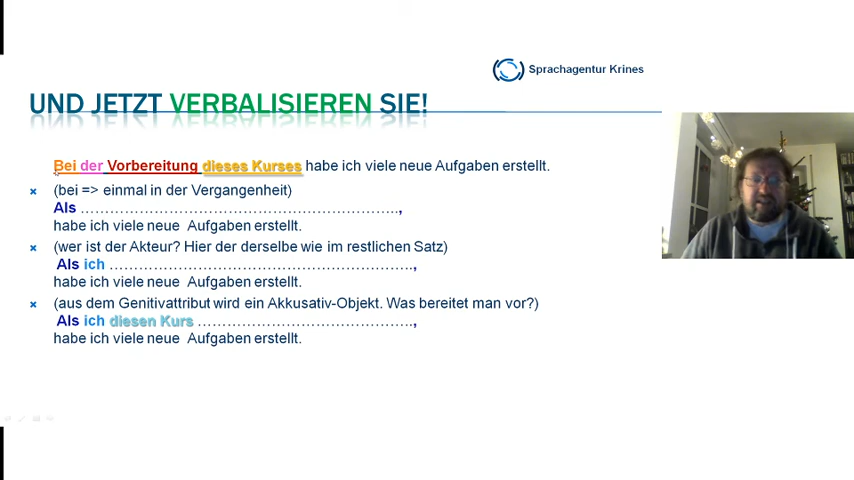 Sprachagentur Krines
UND JETZT VERBALISIEREN SIE!
Bei der Vorbereitung dieses Kurses habe ich viele neue Aufgaben erstellt.
(bei => einmal in der Vergangenheit)
Als ……………………………………………………….,
habe ich viele neue Aufgaben erstellt.
(wer ist der Akteur? Hier der derselbe wie im restlichen Satz)
Als ich ……………………………………………………….,
habe ich viele neue Aufgaben erstellt.
(aus dem Genitivattribut wird ein Akkusativ-Objekt. Was bereitet man vor?)
Als ich diesen Kurs …………………………………….,
habe ich viele neue Aufgaben erstellt.